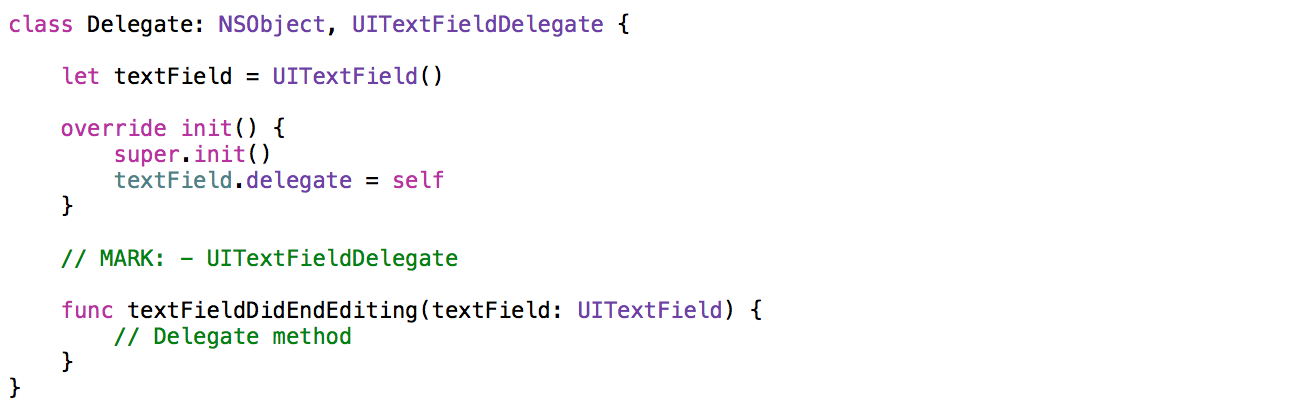 class Delegate: NSObject, UITextFieldDelegate {
let textField = UITextField()
override init() {
super.init()
textField.delegate = self
}
// MARK: - UITextFieldDelegate
func textFieldDidEndEditing(textField: UITextField) {
// Delegate method
}
}